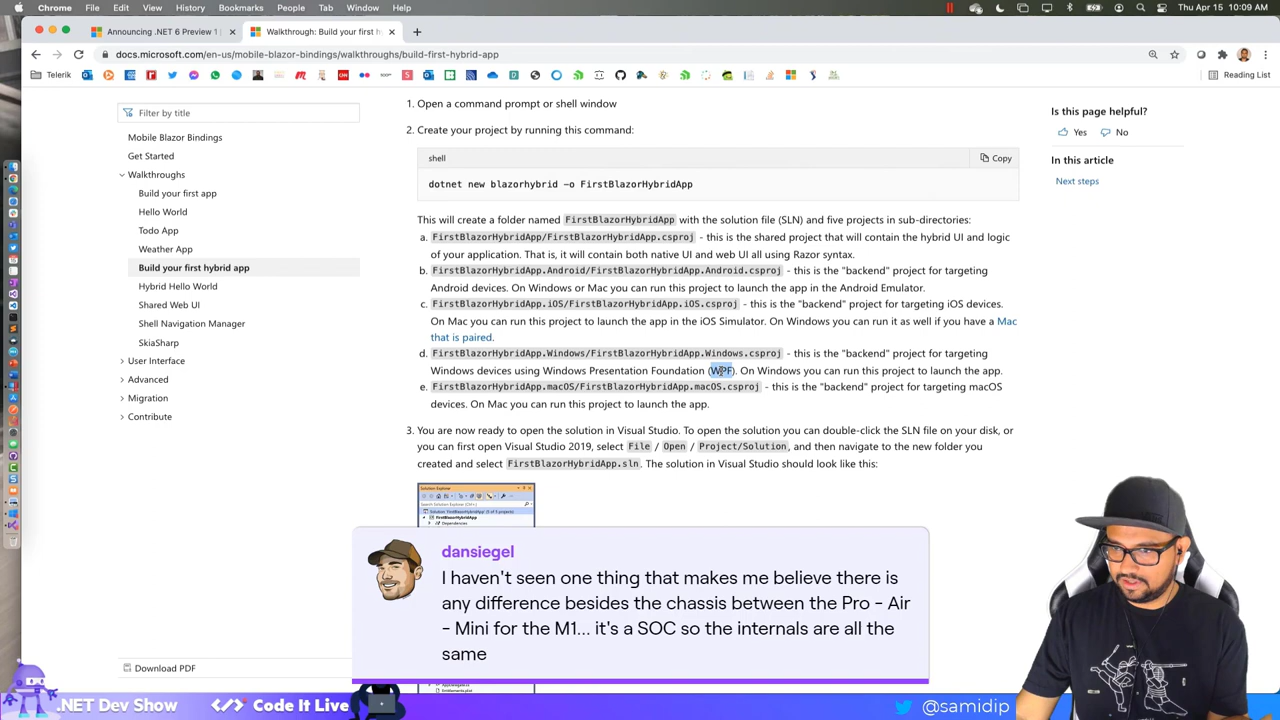 Chrome File Edit View History Bookmarks People Tab Window Help
Thu Apr 15 10:09 AM
Announcing .NET 6 Preview 1 |
Walkthrough: Build your first h
docs.microsoft.com/en-us/mobile-blazor-bindings/walkthroughs/build-first-hybrid-app
Telerik
Reading List
Filter by title
Mobile Blazor Bindings
Get Started
Walkthroughs
Build your first app
Hello World
Todo App
Weather App
Build your first hybrid app
Hybrid Hello World
Shared Web UI
Shell Navigation Manager
SkiaSharp
User Interface
Advanced
Migration
Contribute
Download PDF
1. Open a command prompt or shell window
2. Create your project by running this command:
shell
Copy
dotnet new blazorhybrid -o FirstBlazorHybridApp
This will create a folder named FirstBlazorHybridApp with the solution file (SLN) and five projects in sub-directories:
a. FirstBlazorHybridApp/FirstBlazorHybridApp.csproj - this is the shared project that will contain the hybrid UI and logic
of your application. That is, it will contain both native UI and web UI all using Razor syntax.
b. FirstBlazorHybridApp.Android/FirstBlazorHybridApp.Android.csproj - this is the "backend" project for targeting
Android devices. On Windows or Mac you can run this project to launch the app in the Android Emulator.
c. FirstBlazorHybridApp.iOS/FirstBlazorHybridApp.iOS.csproj - this is the "backend" project for targeting iOS devices.
On Mac you can run this project to launch the app in the iOS Simulator. On Windows you can run it as well if you have a Mac
that is paired.
d. FirstBlazorHybridApp.Windows/FirstBlazorHybridApp.Windows.csproj - this is the "backend" project for targeting
Windows devices using Windows Presentation Foundation (WPF). On Windows you can run this project to launch the app.
e. FirstBlazorHybridApp.macOS/FirstBlazorHybridApp.macOS.csproj - this is the "backend" project for targeting macOS
devices. On Mac you can run this project to launch the app.
3. You are now ready to open the solution in Visual Studio. To open the solution you can double-click the SLN file on your disk, or
you can first open Visual Studio 2019, select File / Open / Project/Solution, and then navigate to the new folder you
created and select FirstBlazorHybridApp.sln. The solution in Visual Studio should look like this:
Solution Explorer
Search Solution Explorer (Ctrl+;)
FirstBlazorHybridApp
Dependencies
Is this page helpful?
Yes No
In this article
Next steps
dansiegel
I haven't seen one thing that makes me believe there is
any difference besides the chassis between the Pro - Air
- Mini for the M1... it's a SOC so the internals are all the
same
.NET Dev Show
Code It Live
@samidip